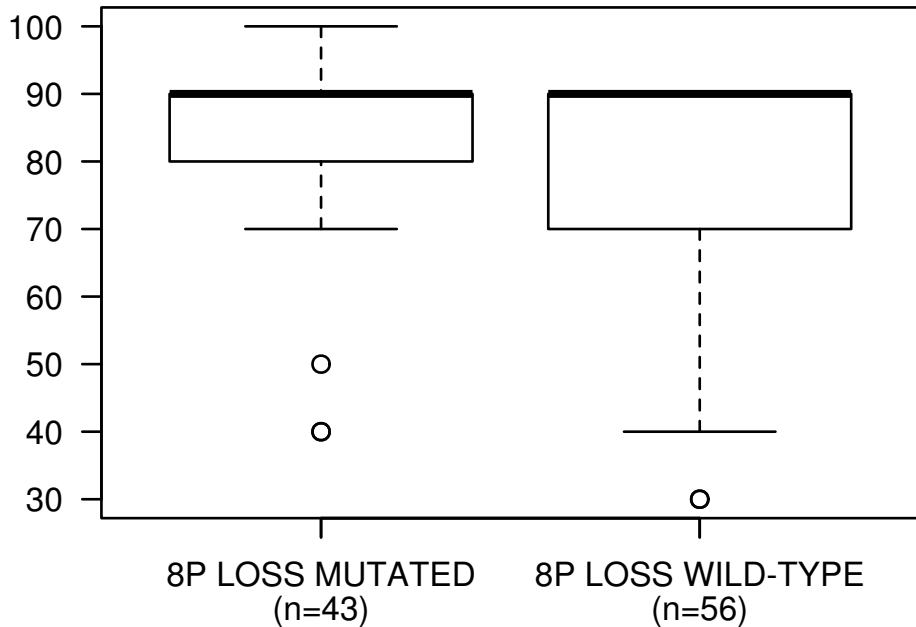 100
90
80
70
60
50
40
30
8P LOSS MUTATED
(n=43)
8P LOSS WILD-TYPE
(n=56)